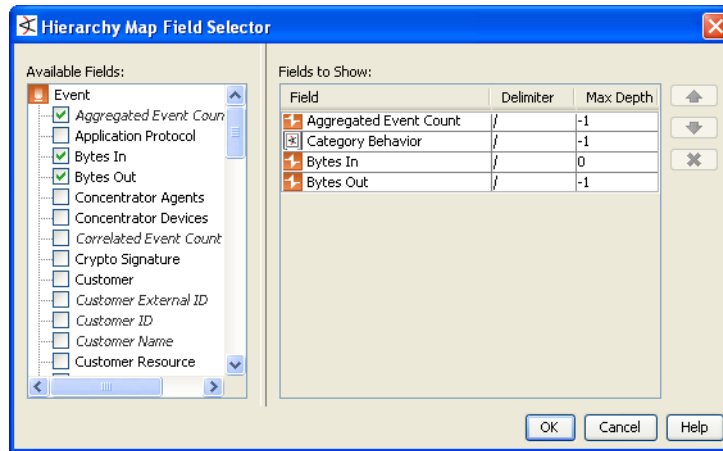 Hierarchy Map Field Selector
Available Fields:
Event
Aggregated Event Coun
Application Protocol
Bytes In
Bytes Out
Concentrator Agents
Concentrator Devices
Correlated Event Count
Crypto Signature
Customer
Customer External ID
Customer ID
Customer Name
Customer Resource
Fields to Show:
Field Delimiter Max Depth
Aggregated Event Count / -1
Category Behavior / -1
Bytes In / 0
Bytes Out / -1
OK Cancel Help